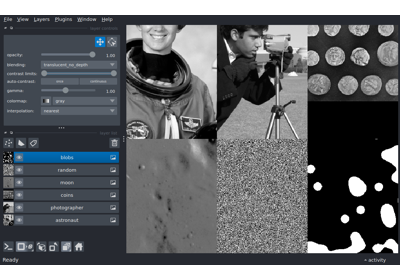 File View Layers Plugins Window Help
opacity: 1.00
blending: translucent_no_depth
contrast limits:
auto-contrast: once continuous
gamma: 1.00
colormap: gray
interpolation: nearest
blobs
random
moon
coins
photographer
astronaut
Ready
activity